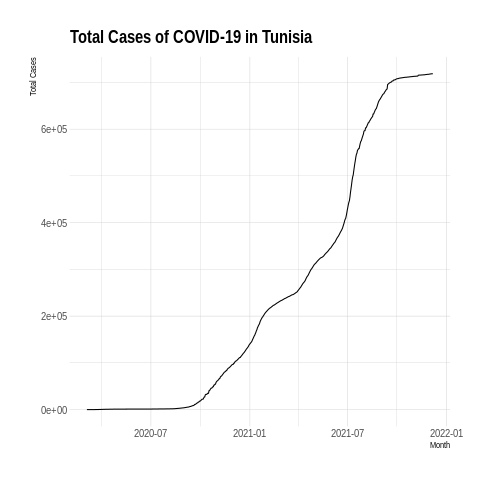 Total Cases of COVID-19 in Tunisia
Total Cases
6e+05
4e+05
2e+05
0e+00
2020-07 2021-01 2021-07 2022-01
Month